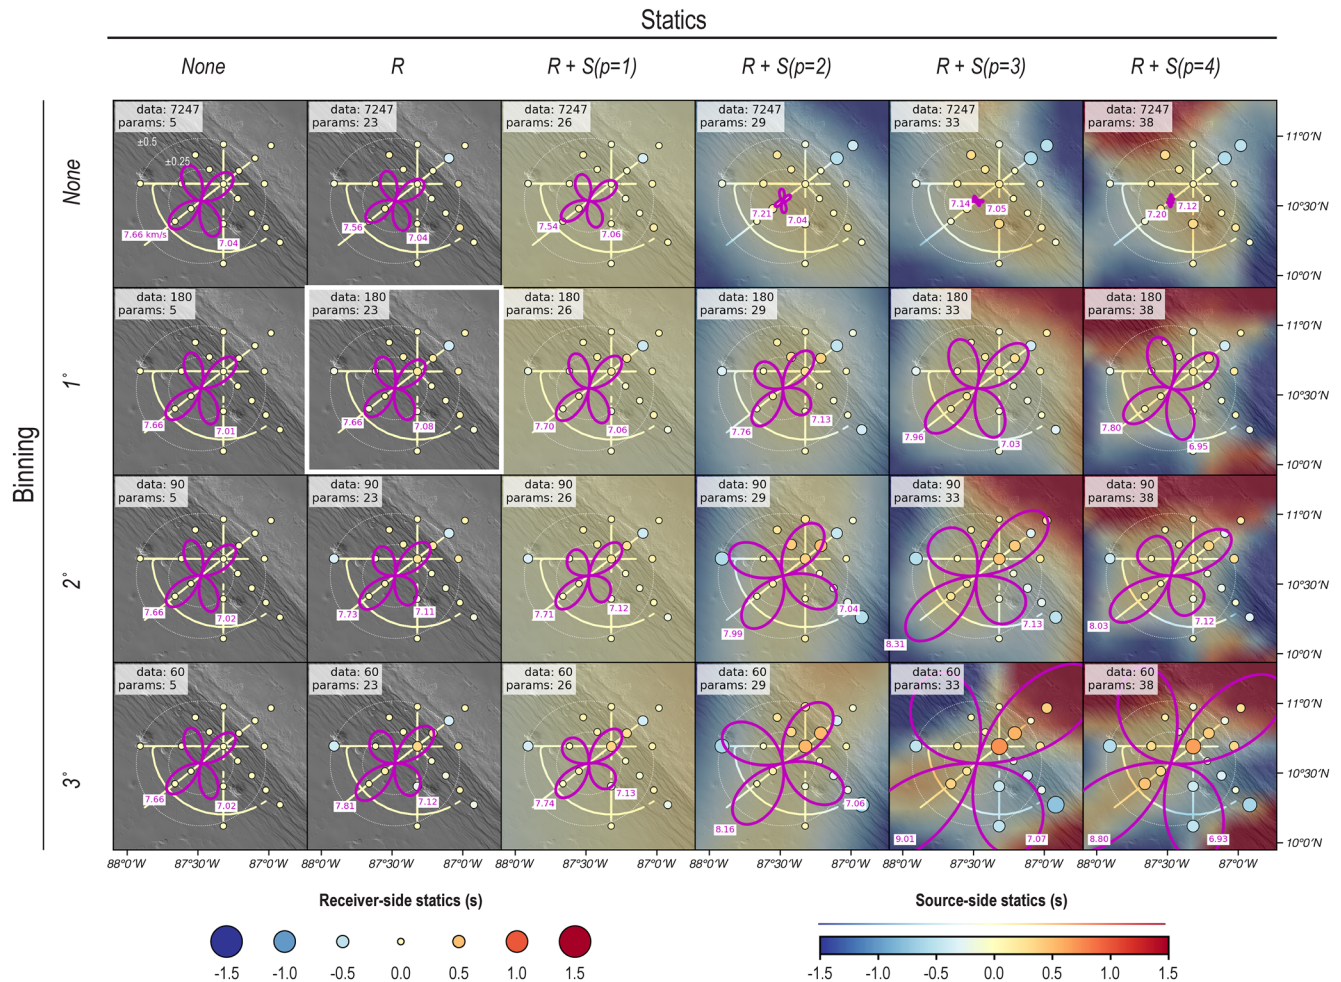 Statics
None
R
R + S(p=1)
R + S(p=2)
R + S(p=3)
R + S(p=4)
Binning
None
data: 7247
params: 5
±0.5
±0.25
7.66 km/s
7.04
data: 7247
params: 23
7.56
7.04
data: 7247
params: 26
7.54
7.06
data: 7247
params: 29
7.21
7.04
data: 7247
params: 33
7.14
7.05
data: 7247
params: 38
7.20
7.12
11°0'N
10°30'N
10°0'N
1°
data: 180
params: 5
7.66
7.01
data: 180
params: 23
7.66
7.08
data: 180
params: 26
7.70
7.06
data: 180
params: 29
7.76
7.13
data: 180
params: 33
7.96
7.03
data: 180
params: 38
7.80
6.95
11°0'N
10°30'N
10°0'N
2°
data: 90
params: 5
7.66
7.02
data: 90
params: 23
7.73
7.11
data: 90
params: 26
7.71
7.12
data: 90
params: 29
7.99
7.04
data: 90
params: 33
8.31
7.13
data: 90
params: 38
8.03
7.12
11°0'N
10°30'N
10°0'N
3°
data: 60
params: 5
7.66
7.02
data: 60
params: 23
7.81
7.12
data: 60
params: 26
7.74
7.13
data: 60
params: 29
8.16
7.06
data: 60
params: 33
9.01
7.07
data: 60
params: 38
8.80
6.93
11°0'N
10°30'N
10°0'N
88°0'W 87°30'W 87°0'W 88°0'W 87°30'W 87°0'W 88°0'W 87°30'W 87°0'W 88°0'W 87°30'W 87°0'W 88°0'W 87°30'W 87°0'W 88°0'W 87°30'W 87°0'W
Receiver-side statics (s)
-1.5 -1.0 -0.5 0.0 0.5 1.0 1.5
Source-side statics (s)
-1.5 -1.0 -0.5 0.0 0.5 1.0 1.5